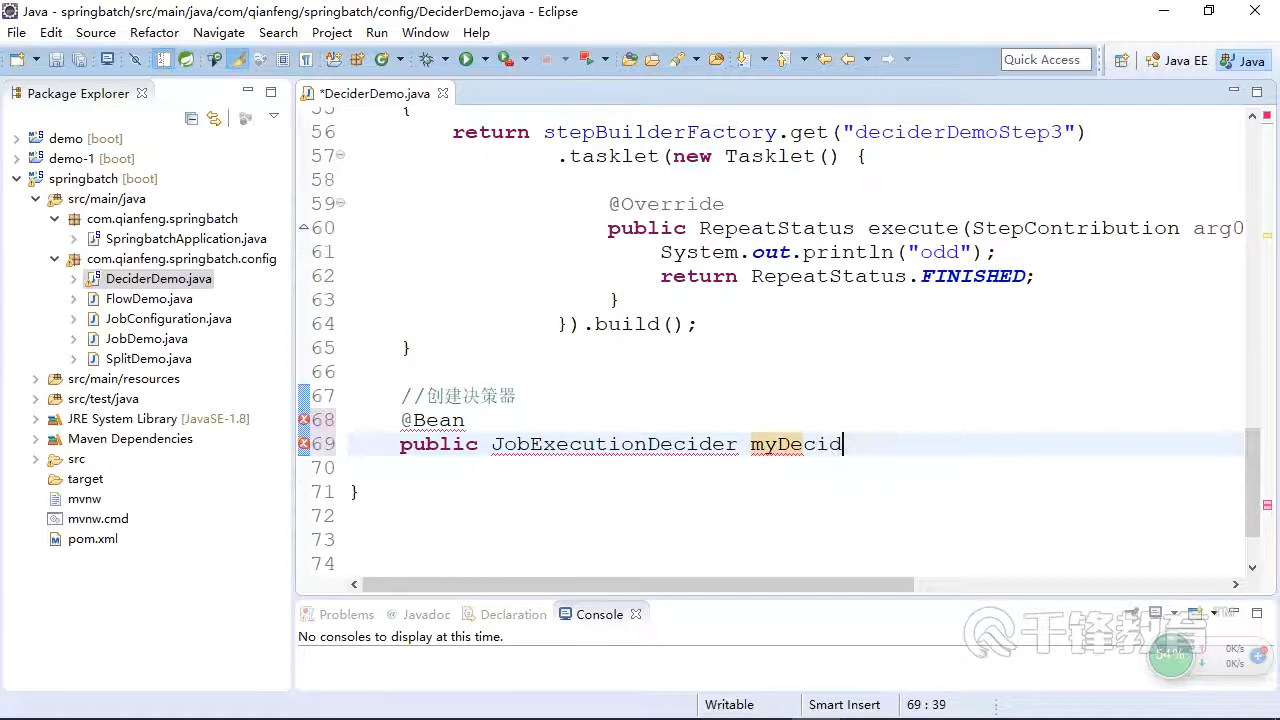 Java - springbatch/src/main/java/com/qianfeng/springbatch/config/DeciderDemo.java - Eclipse
File Edit Source Refactor Navigate Search Project Run Window Help
Quick Access
Java EE
Java
Package Explorer
*DeciderDemo.java
demo [boot]
demo-1 [boot]
springbatch [boot]
src/main/java
com.qianfeng.springbatch
SpringbatchApplication.java
com.qianfeng.springbatch.config
DeciderDemo.java
FlowDemo.java
JobConfiguration.java
JobDemo.java
SplitDemo.java
src/main/resources
src/test/java
JRE System Library [JavaSE-1.8]
Maven Dependencies
src
target
mvnw
mvnw.cmd
pom.xml
55 {
56 return stepBuilderFactory.get("deciderDemoStep3")
57 .tasklet(new Tasklet() {
58
59 @Override
60 public RepeatStatus execute(StepContribution arg0
61 System.out.println("odd");
62 return RepeatStatus.FINISHED;
63 }
64 }).build();
65 }
66
67 //创建决策器
68 @Bean
69 public JobExecutionDecider myDecid
70
71 }
72
73
74
Problems @ Javadoc Declaration Console
No consoles to display at this time.
千锋教育
54%
0K/s
0K/s
Writable
Smart Insert
69 : 39